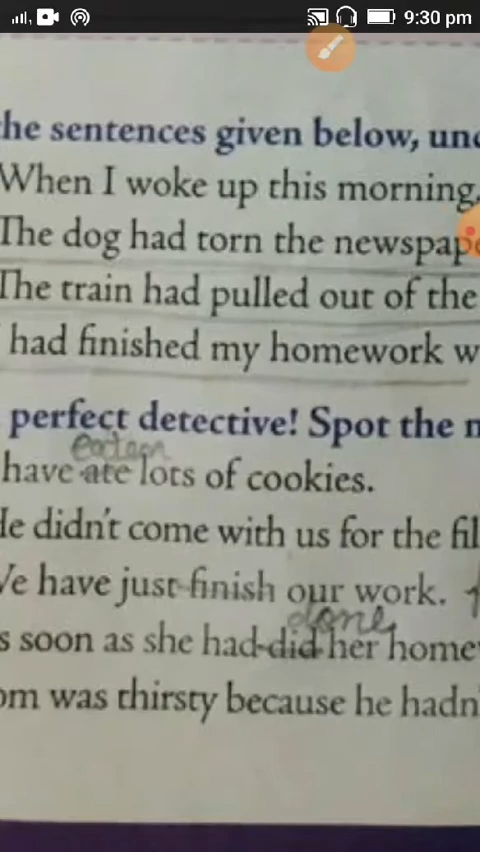 9:30 pm
he sentences given below, un
When I woke up this morning,
The dog had torn the newspap
The train had pulled out of the
had finished my homework w
perfect detective! Spot the
eaten
have ate lots of cookies.
He didn't come with us for the fil
We have just finish our work.
done
s soon as she had did her home
om was thirsty because he hadn